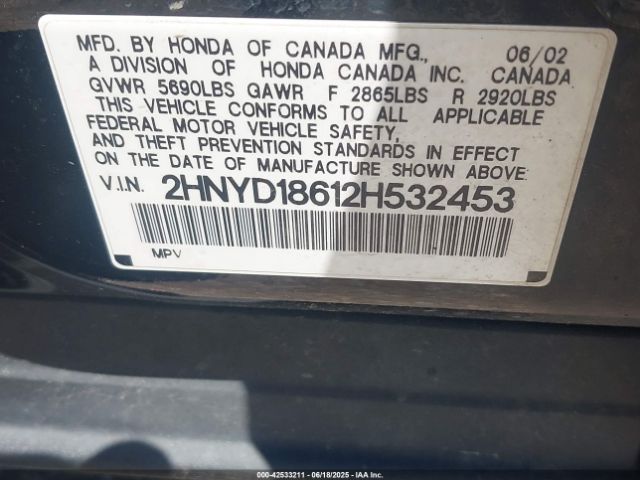 MFD. BY HONDA OF CANADA MFG., 06/02
A DIVISION OF HONDA CANADA INC. CANADA
GVWR 5690LBS GAWR F 2865LBS R 2920LBS
THIS VEHICLE CONFORMS TO ALL APPLICABLE
FEDERAL MOTOR VEHICLE SAFETY,
AND THEFT PREVENTION STANDARDS IN EFFECT
ON THE DATE OF MANUFACTURE SHOWN ABOVE.
V.I.N. 2HNYD18612H532453
MPV
000-42533211 - 06/18/2025 - IAA Inc.